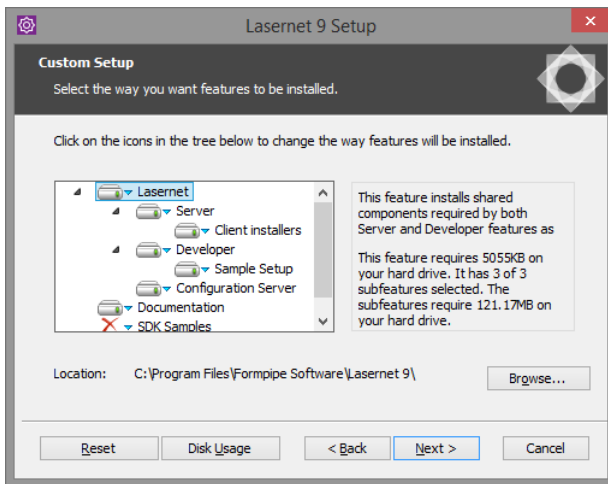 Lasernet 9 Setup
Custom Setup
Select the way you want features to be installed.
Click on the icons in the tree below to change the way features will be installed.
Lasernet
Server
Client installers
Developer
Sample Setup
Configuration Server
Documentation
SDK Samples
This feature installs shared
components required by both
Server and Developer features as
This feature requires 5055KB on
your hard drive. It has 3 of 3
subfeatures selected. The
subfeatures require 121.17MB on
your hard drive.
Location: C:\Program Files\Formpipe Software\Lasernet 9\
Browse...
Reset Disk Usage < Back Next > Cancel